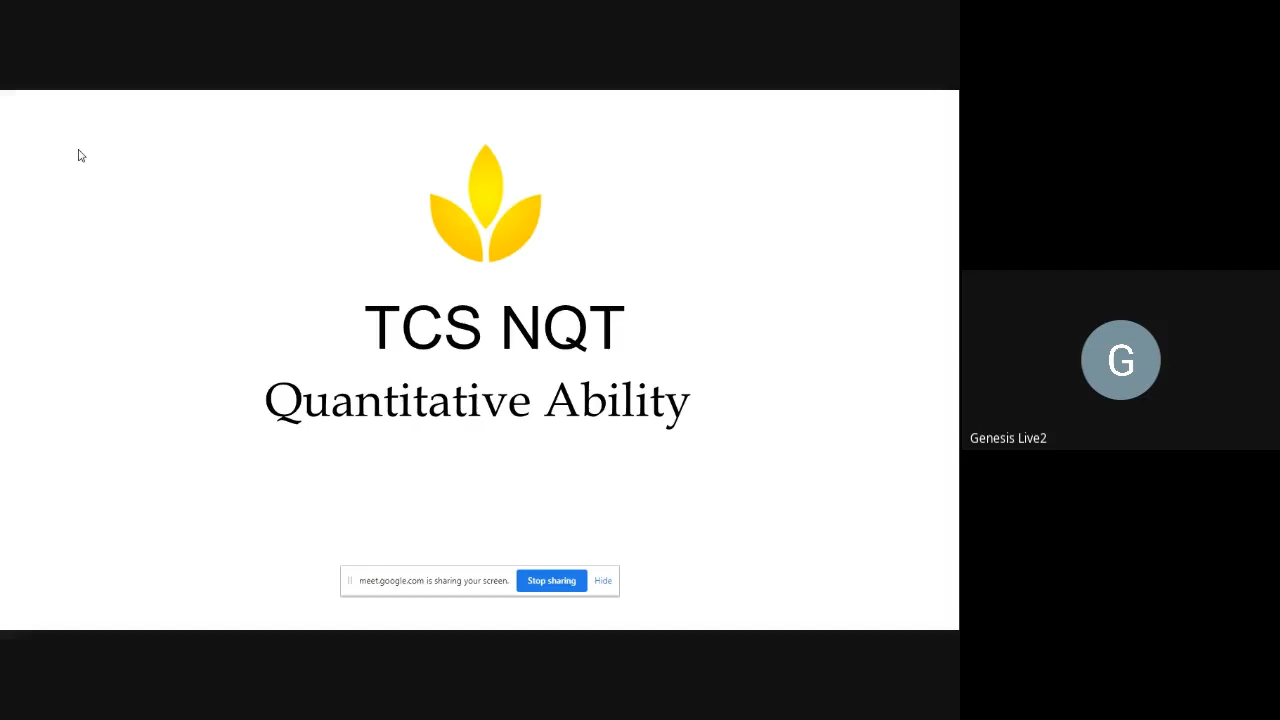 TCS NQT
Quantitative Ability
meet.google.com is sharing your screen. Stop sharing Hide
G
Genesis Live2